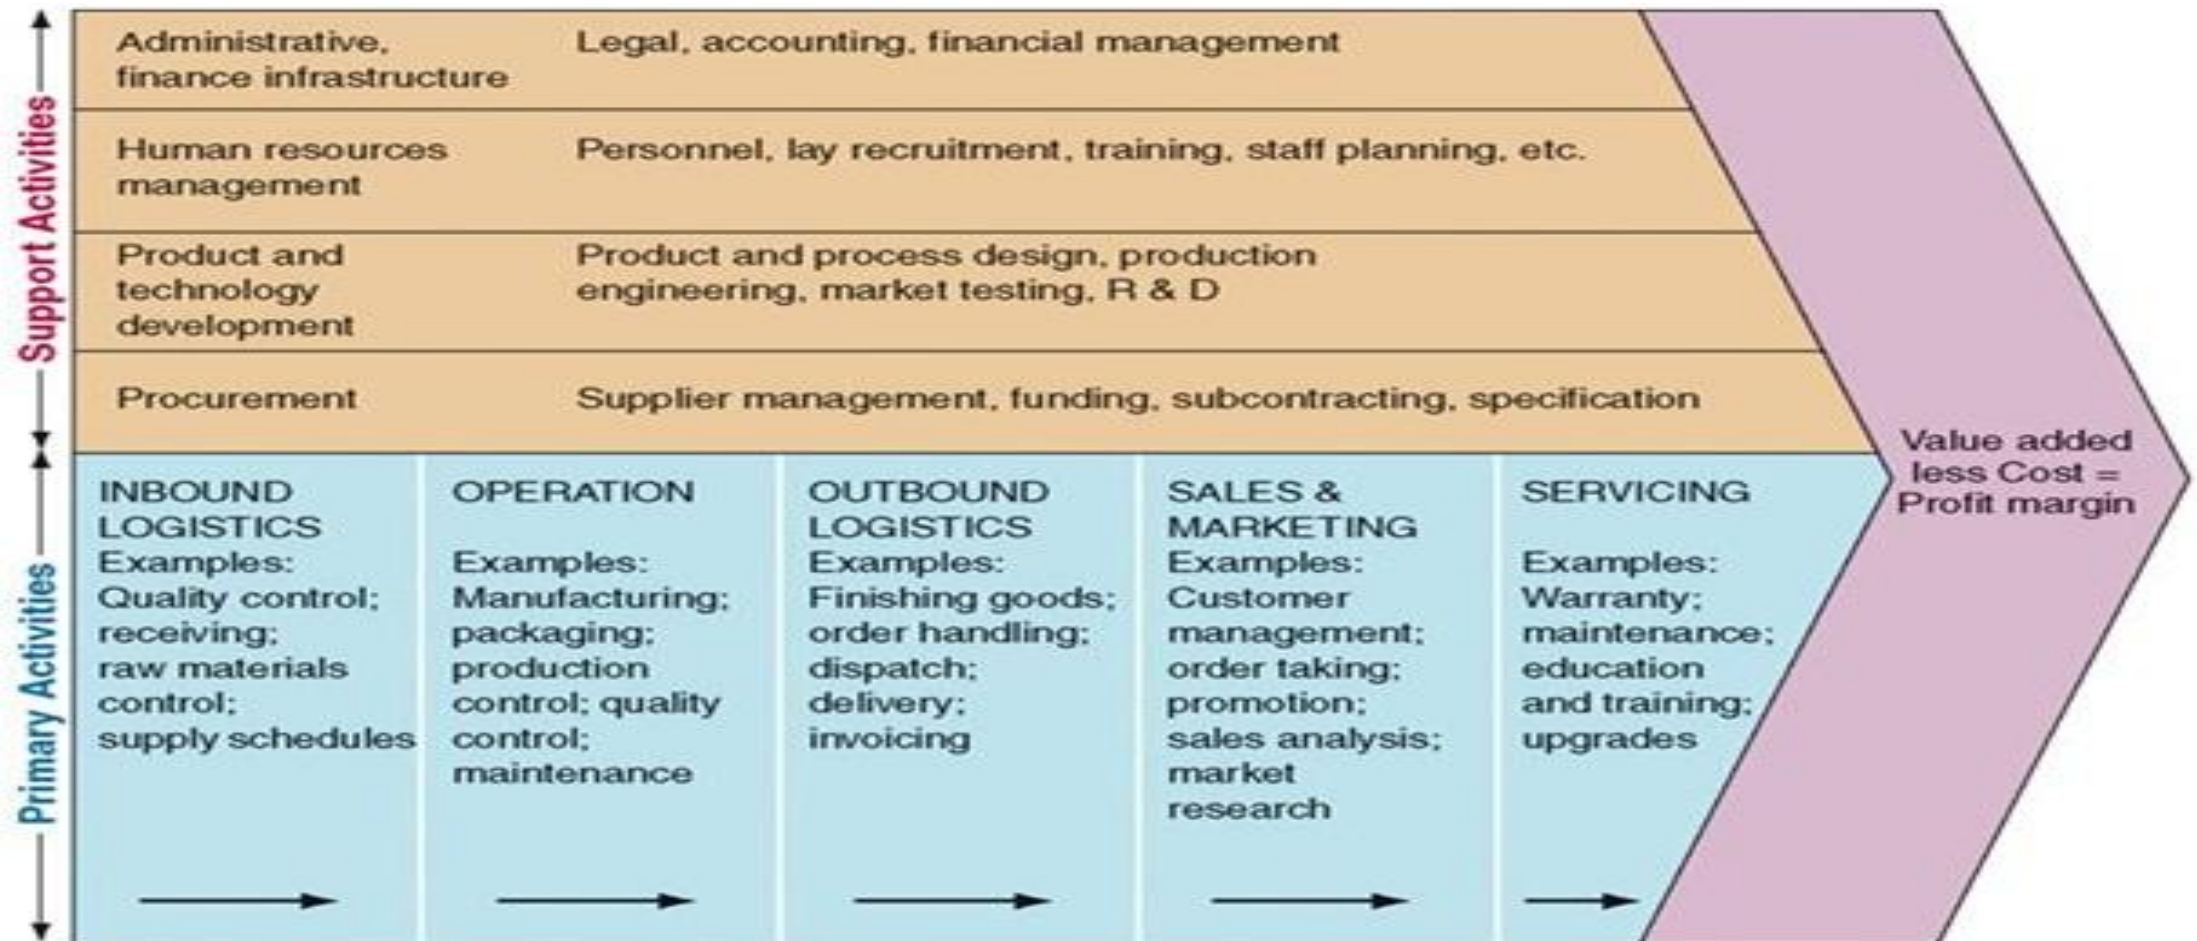 Support Activities
Administrative,
finance infrastructure
Legal, accounting, financial management
Human resources
management
Personnel, lay recruitment, training, staff planning, etc.
Product and
technology
development
Product and process design, production
engineering, market testing, R & D
Procurement
Supplier management, funding, subcontracting, specification
Primary Activities
INBOUND
LOGISTICS
Examples:
Quality control;
receiving;
raw materials
control;
supply schedules
OPERATION
Examples:
Manufacturing;
packaging;
production
control; quality
control;
maintenance
OUTBOUND
LOGISTICS
Examples:
Finishing goods;
order handling;
dispatch;
delivery;
invoicing
SALES &
MARKETING
Examples:
Customer
management;
order taking;
promotion;
sales analysis;
market
research
SERVICING
Examples:
Warranty;
maintenance;
education
and training;
upgrades
Value added
less Cost =
Profit margin